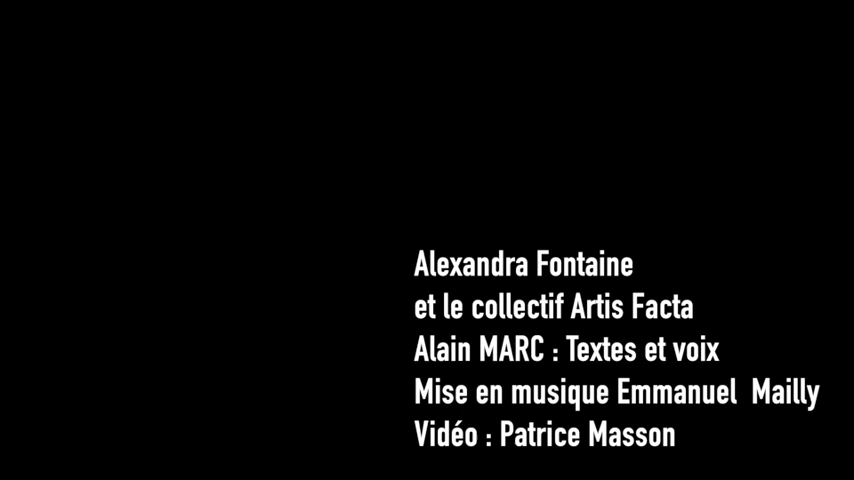 Alexandra Fontaine
et le collectif Artis Facta
Alain MARC : Textes et voix
Mise en musique Emmanuel  Mailly
Vidéo : Patrice Masson